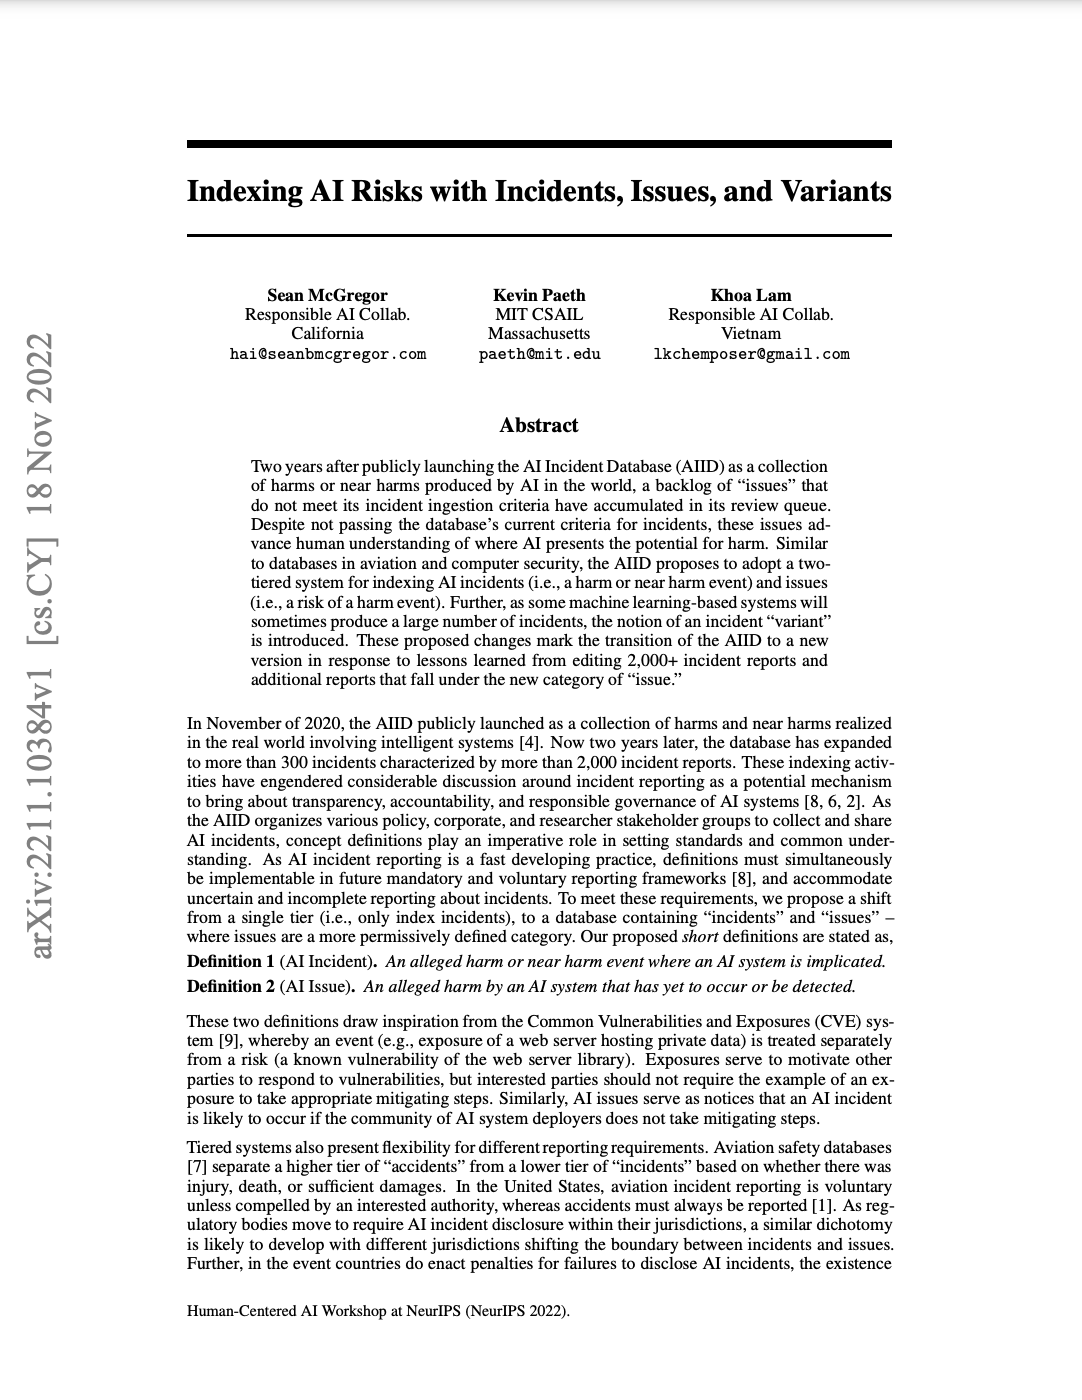 Indexing AI Risks with Incidents, Issues, and Variants
Sean McGregor
Responsible AI Collab.
California
hai@seanbmcgregor.com
Kevin Paeth
MIT CSAIL
Massachusetts
paeth@mit.edu
Khoa Lam
Responsible AI Collab.
Vietnam
lkchemposer@gmail.com
arXiv:2211.10384v1 [cs.CY] 18 Nov 2022
Abstract
Two years after publicly launching the AI Incident Database (AIID) as a collection
of harms or near harms produced by AI in the world, a backlog of “issues” that
do not meet its incident ingestion criteria have accumulated in its review queue.
Despite not passing the database’s current criteria for incidents, these issues ad-
vance human understanding of where AI presents the potential for harm. Similar
to databases in aviation and computer security, the AIID proposes to adopt a two-
tiered system for indexing AI incidents (i.e., a harm or near harm event) and issues
(i.e., a risk of a harm event). Further, as some machine learning-based systems will
sometimes produce a large number of incidents, the notion of an incident “variant”
is introduced. These proposed changes mark the transition of the AIID to a new
version in response to lessons learned from editing 2,000+ incident reports and
additional reports that fall under the new category of “issue.”
In November of 2020, the AIID publicly launched as a collection of harms and near harms realized
in the real world involving intelligent systems [4]. Now two years later, the database has expanded
to more than 300 incidents characterized by more than 2,000 incident reports. These indexing activ-
ities have engendered considerable discussion around incident reporting as a potential mechanism
to bring about transparency, accountability, and responsible governance of AI systems [8, 6, 2]. As
the AIID organizes various policy, corporate, and researcher stakeholder groups to collect and share
AI incidents, concept definitions play an imperative role in setting standards and common under-
standing. As AI incident reporting is a fast developing practice, definitions must simultaneously
be implementable in future mandatory and voluntary reporting frameworks [8], and accommodate
uncertain and incomplete reporting about incidents. To meet these requirements, we propose a shift
from a single tier (i.e., only index incidents), to a database containing “incidents” and “issues” –
where issues are a more permissively defined category. Our proposed short definitions are stated as,
Definition 1 (AI Incident). An alleged harm or near harm event where an AI system is implicated.
Definition 2 (AI Issue). An alleged harm by an AI system that has yet to occur or be detected.
These two definitions draw inspiration from the Common Vulnerabilities and Exposures (CVE) sys-
tem [9], whereby an event (e.g., exposure of a web server hosting private data) is treated separately
from a risk (a known vulnerability of the web server library). Exposures serve to motivate other
parties to respond to vulnerabilities, but interested parties should not require the example of an ex-
posure to take appropriate mitigating steps. Similarly, AI issues serve as notices that an AI incident
is likely to occur if the community of AI system deployers does not take mitigating steps.
Tiered systems also present flexibility for different reporting requirements. Aviation safety databases
[7] separate a higher tier of “accidents” from a lower tier of “incidents” based on whether there was
injury, death, or sufficient damages. In the United States, aviation incident reporting is voluntary
unless compelled by an interested authority, whereas accidents must always be reported [1]. As reg-
ulatory bodies move to require AI incident disclosure within their jurisdictions, a similar dichotomy
is likely to develop with different jurisdictions shifting the boundary between incidents and issues.
Further, in the event countries do enact penalties for failures to disclose AI incidents, the existence
Human-Centered AI Workshop at NeurIPS (NeurIPS 2022).